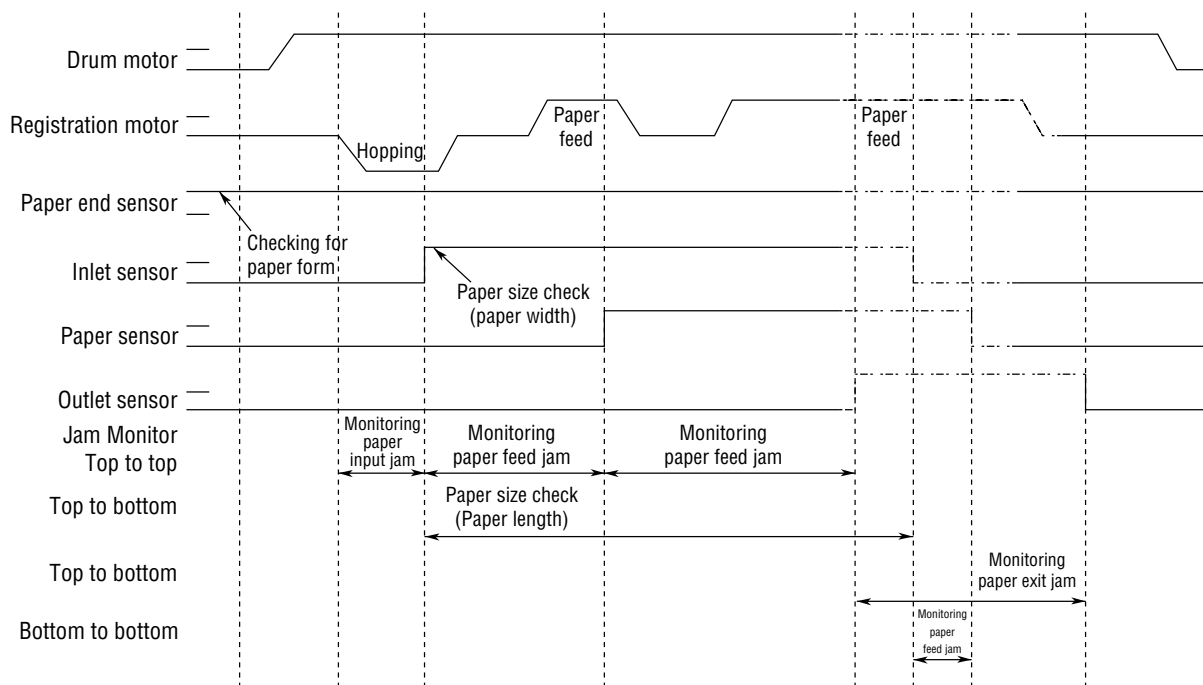 Drum motor
Registration motor
Hopping
Paper
feed
Paper
feed
Paper end sensor
Checking for
paper form
Inlet sensor
Paper size check
(paper width)
Paper sensor
Outlet sensor
Jam Monitor
Top to top
Monitoring
paper
input jam
Monitoring
paper feed jam
Monitoring
paper feed jam
Top to bottom
Paper size check
(Paper length)
Top to bottom
Monitoring
paper exit jam
Bottom to bottom
Monitoring
paper
feed jam